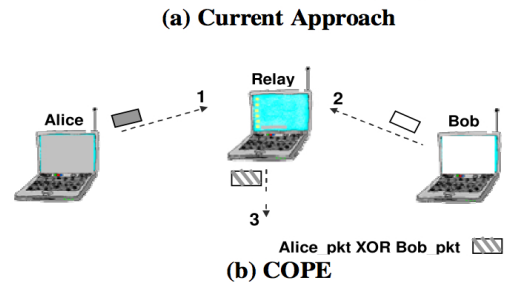 (a) Current Approach
Relay
1
2
Alice
Bob
3
Alice_pkt XOR Bob_pkt
(b) COPE